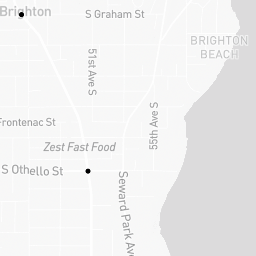 Brighton
S Graham St
BRIGHTON
BEACH
51st Ave S
55th Ave S
Frontenac St
Zest Fast Food
S Othello St
Seward Park Ave